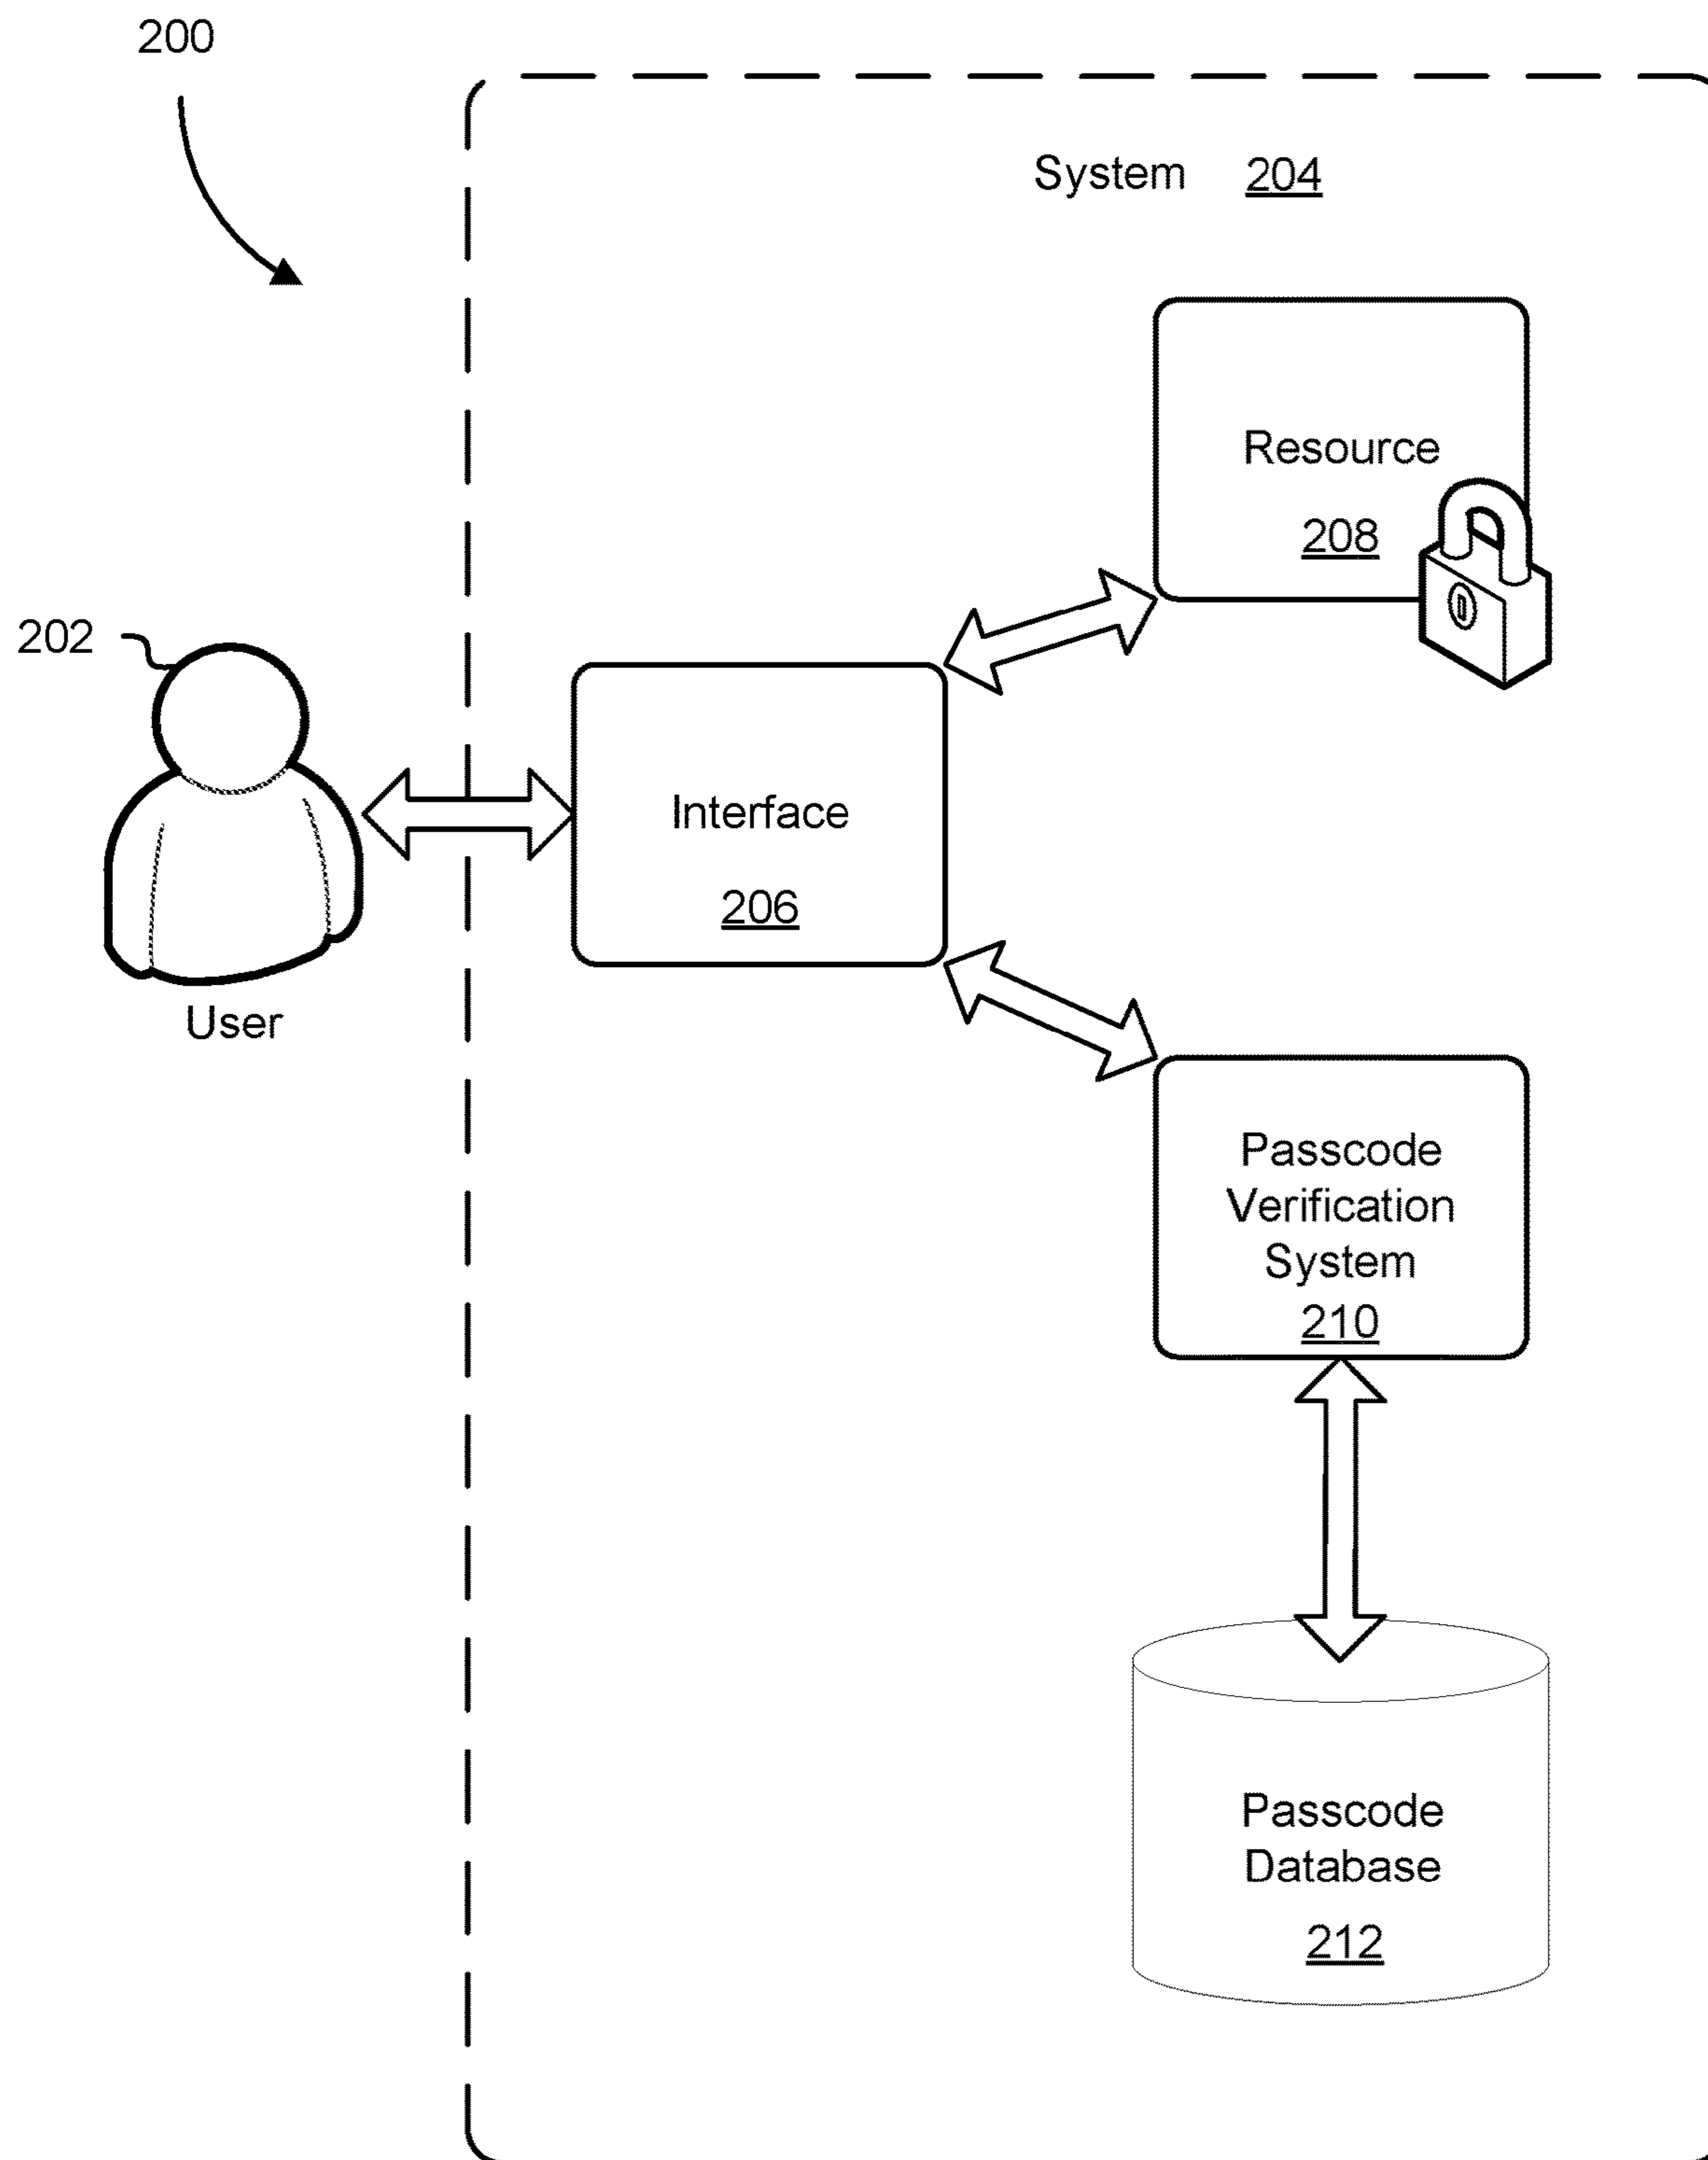 200
System 204
Resource
208
202
Interface
206
User
Passcode
Verification
System
210
Passcode
Database
212